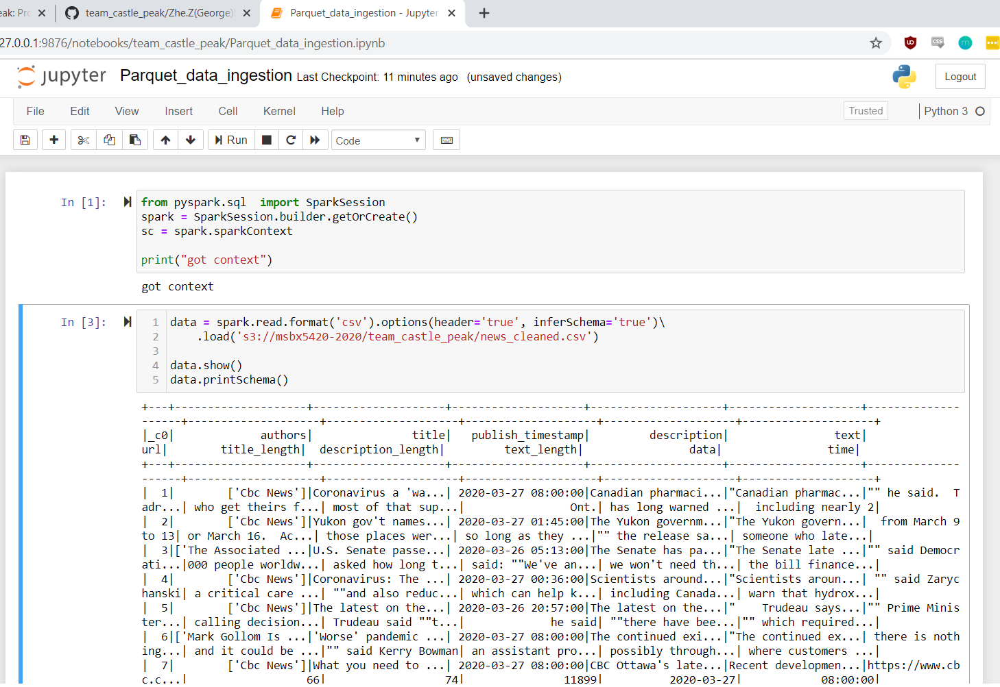 eak: Pr
team_castle_peak/Zhe.Z(George)
Parquet_data_ingestion - Jupyter
27.0.0.1:9876/notebooks/team_castle_peak/Parquet_data_ingestion.ipynb
jupyter Parquet_data_ingestion Last Checkpoint: 11 minutes ago (unsaved changes)
Logout
File Edit View Insert Cell Kernel Help Trusted Python 3
Run Code
In [1]:
from pyspark.sql  import SparkSession
spark = SparkSession.builder.getOrCreate()
sc = spark.sparkContext
print("got context")
got context
In [3]:
1 data = spark.read.format('csv').options(header='true', inferSchema='true')\
2     .load('s3://msbx5420-2020/team_castle_peak/news_cleaned.csv')
3
4 data.show()
5 data.printSchema()
+---+--------------------+--------------------+--------------------+--------------------+--------------------+--------------
------+--------------------+--------------------+--------------------+--------------------+--------------------+
|_c0|             authors|               title|   publish_timestamp|         description|                text|
url|        title_length|  description_length|         text_length|                data|                time|
+---+--------------------+--------------------+--------------------+--------------------+--------------------+--------------
------+--------------------+--------------------+--------------------+--------------------+--------------------+
|  1|        ['Cbc News']|Coronavirus a 'wa...| 2020-03-27 08:00:00|Canadian pharmaci...|"Canadian pharmac...|"" he said.  T
adr...| who get theirs f...| most of that sup...|                Ont.| has long warned ...|  including nearly 2|
|  2|        ['Cbc News']|Yukon gov't names...| 2020-03-27 01:45:00|The Yukon governm...|"The Yukon govern...|  from March 9
to 13| or March 16.  Ac...| those places wer...| so long as they ...|"" the release sa...| someone who late...|
|  3|['The Associated ...|U.S. Senate passe...| 2020-03-26 05:13:00|The Senate has pa...|"The Senate late ...|"" said Democr
ati...|000 people worldw...| asked how long t...| said: ""We've an...| we won't need th...| the bill finance...|
|  4|        ['Cbc News']|Coronavirus: The ...| 2020-03-27 00:36:00|Scientists around...|"Scientists aroun...| "" said Zaryc
hanski| a critical care ...| ""and also reduc...| which can help k...| including Canada...| warn that hydrox...|
|  5|        ['Cbc News']|The latest on the...| 2020-03-26 20:57:00|The latest on the...|"    Trudeau says...|"" Prime Minis
ter...| calling decision...| Trudeau said ""t...|             he said| ""there have bee...|"" which required...|
|  6|['Mark Gollom Is ...|'Worse' pandemic ...| 2020-03-27 08:00:00|The continued exi...|"The continued ex...| there is noth
ing...| and it could be ...|"" said Kerry Bowman| an assistant pro...| possibly through...| where customers ...|
|  7|        ['Cbc News']|What you need to ...| 2020-03-27 08:00:00|CBC Ottawa's late...|Recent developmen...|https://www.cb
c.c...|                  66|                  74|               11899|          2020-03-27|            08:00:00|